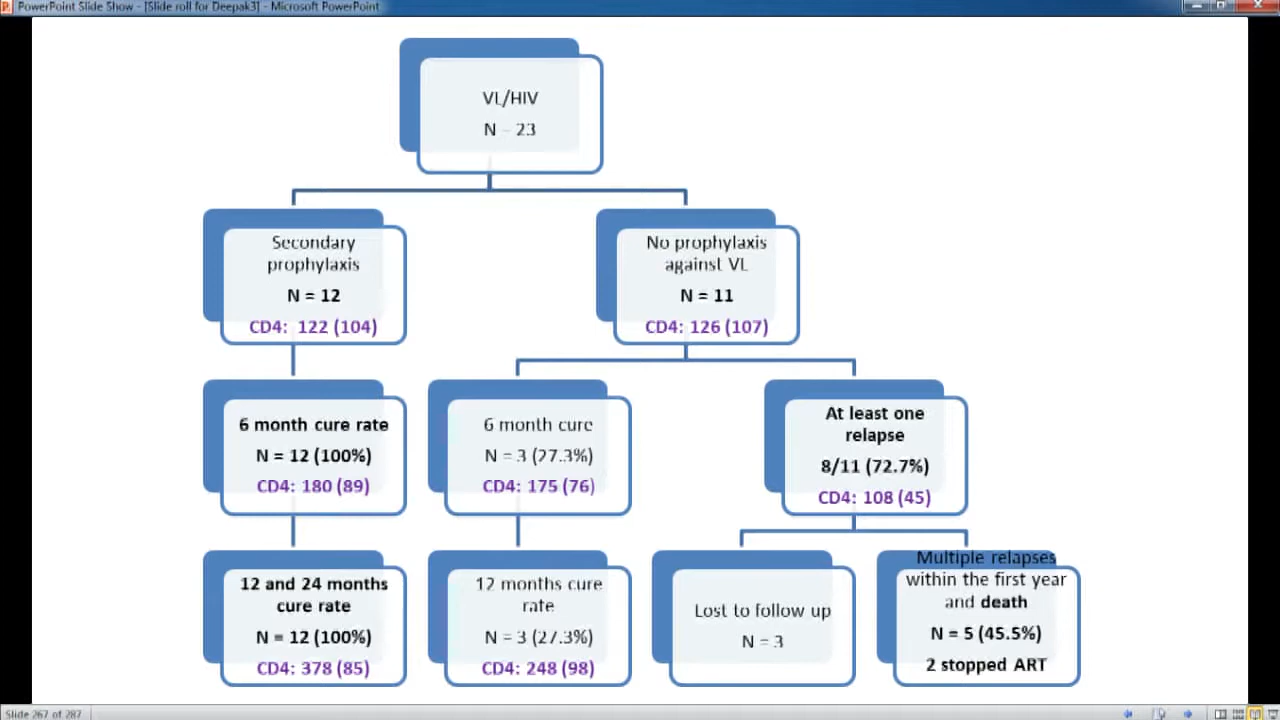 PowerPoint Slide Show - [Slide roll for Deepak3] - Microsoft PowerPoint
VL/HIV
N = 23
Secondary
prophylaxis
N = 12
CD4: 122 (104)
No prophylaxis
against VL
N = 11
CD4: 126 (107)
6 month cure rate
N = 12 (100%)
CD4: 180 (89)
6 month cure
N = 3 (27.3%)
CD4: 175 (76)
At least one
relapse
8/11 (72.7%)
CD4: 108 (45)
12 and 24 months
cure rate
N = 12 (100%)
CD4: 378 (85)
12 months cure
rate
N = 3 (27.3%)
CD4: 248 (98)
Lost to follow up
N = 3
Multiple relapses
within the first year
and death
N = 5 (45.5%)
2 stopped ART
Slide 267 of 287